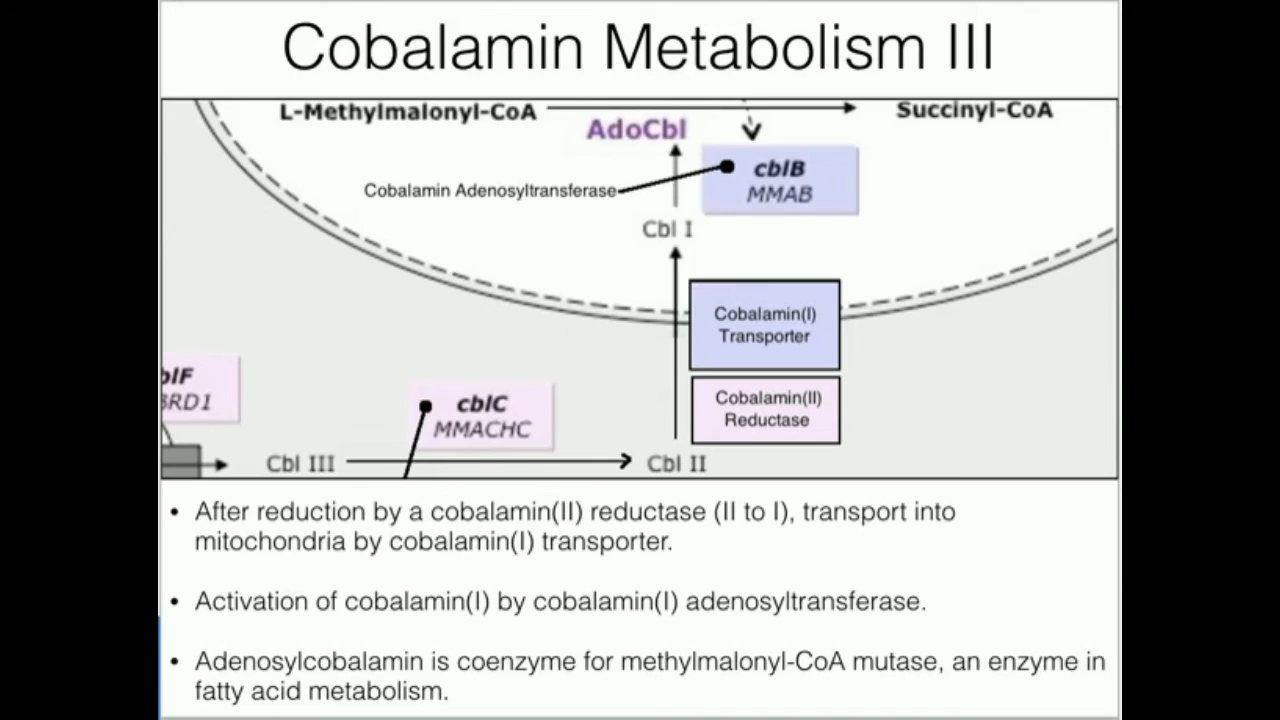 Cobalamin Metabolism III
L-Methylmalonyl-CoA
Succinyl-CoA
AdoCbl
cblB
MMAB
Cobalamin Adenosyltransferase
Cbl I
Cobalamin(I)
Transporter
Cobalamin(II)
Reductase
blF
BRD1
cblC
MMACHC
Cbl III
Cbl II
• After reduction by a cobalamin(II) reductase (II to I), transport into
mitochondria by cobalamin(I) transporter.
• Activation of cobalamin(I) by cobalamin(I) adenosyltransferase.
• Adenosylcobalamin is coenzyme for methylmalonyl-CoA mutase, an enzyme in
fatty acid metabolism.